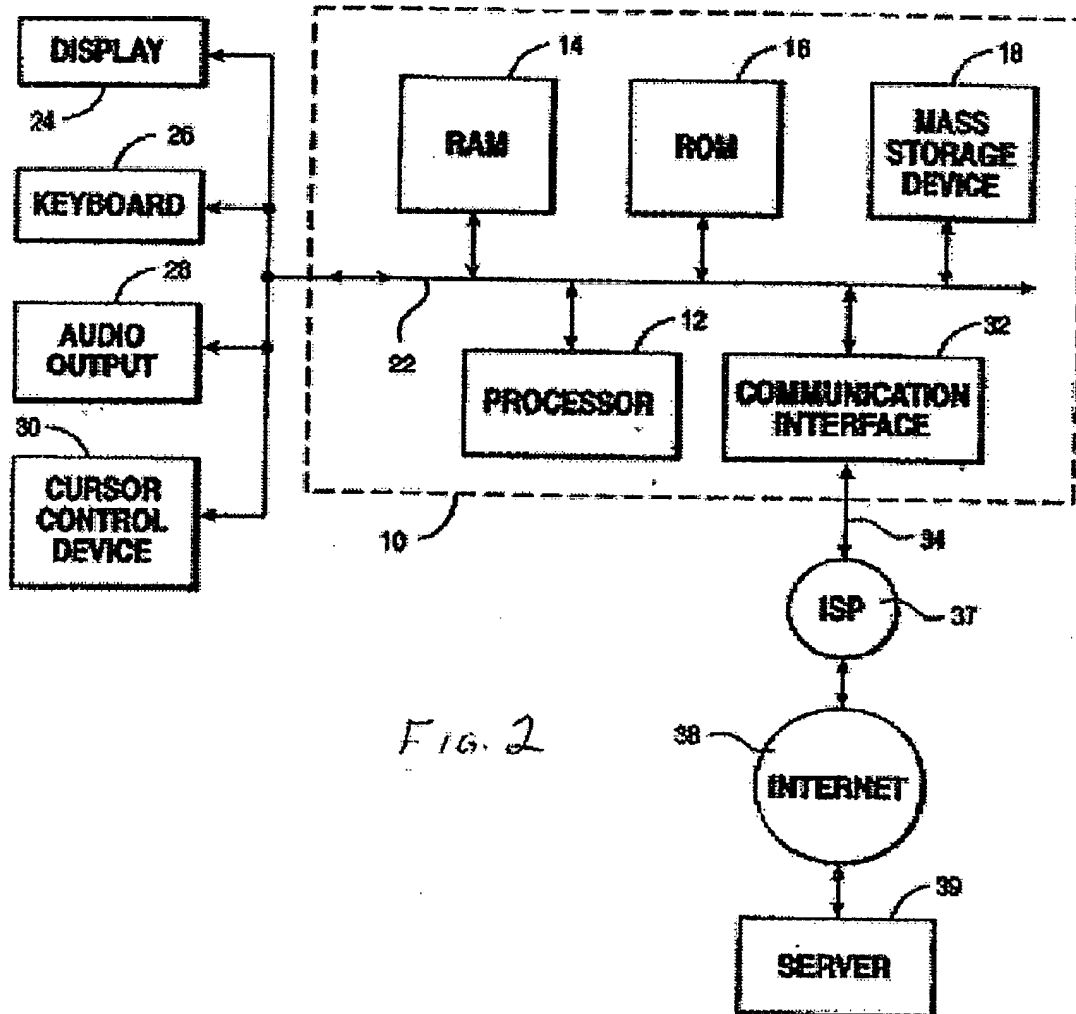 DISPLAY
24
26
KEYBOARD
28
AUDIO
OUTPUT
30
CURSOR
CONTROL
DEVICE
14
RAM
16
ROM
18
MASS
STORAGE
DEVICE
22
12
PROCESSOR
32
COMMUNICATION
INTERFACE
10
34
ISP
37
38
INTERNET
39
SERVER
FIG. 2